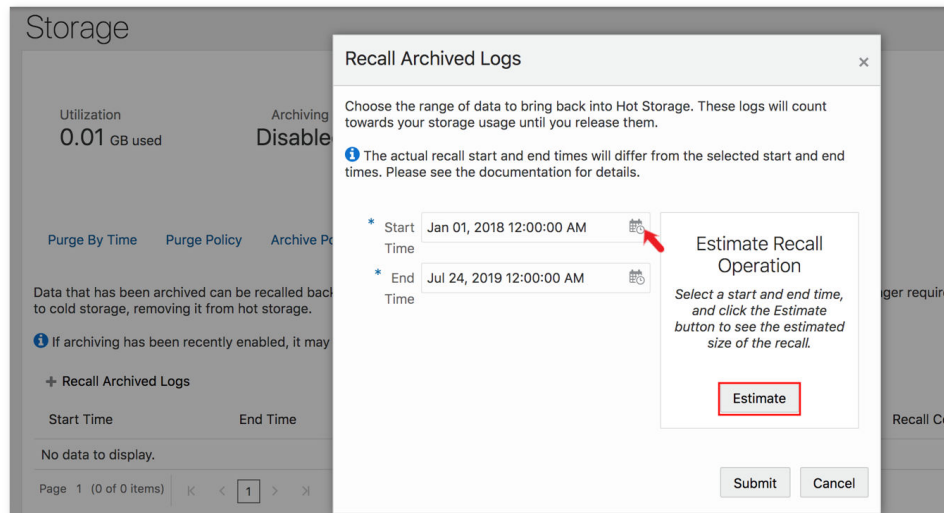 Storage
Utilization
0.01 GB used
Archiving
Purge By Time Purge Policy Archive
Data that has been archived can be recalled
to cold storage, removing it from hot storage.
If archiving has been recently enabled, it may
+ Recall Archived Logs
Start Time End Time Recall
No data to display.
Page 1 (0 of 0 items) 1
Recall Archived Logs
Choose the range of data to bring back into Hot Storage. These logs will count
towards your storage usage until you release them.
The actual recall start and end times will differ from the selected start and end
times. Please see the documentation for details.
* Start
Time
Jan 01, 2018 12:00:00 AM
* End
Time
Jul 24, 2019 12:00:00 AM
Estimate Recall
Operation
Select a start and end time,
and click the Estimate
button to see the estimated
size of the recall.
Estimate
Submit Cancel